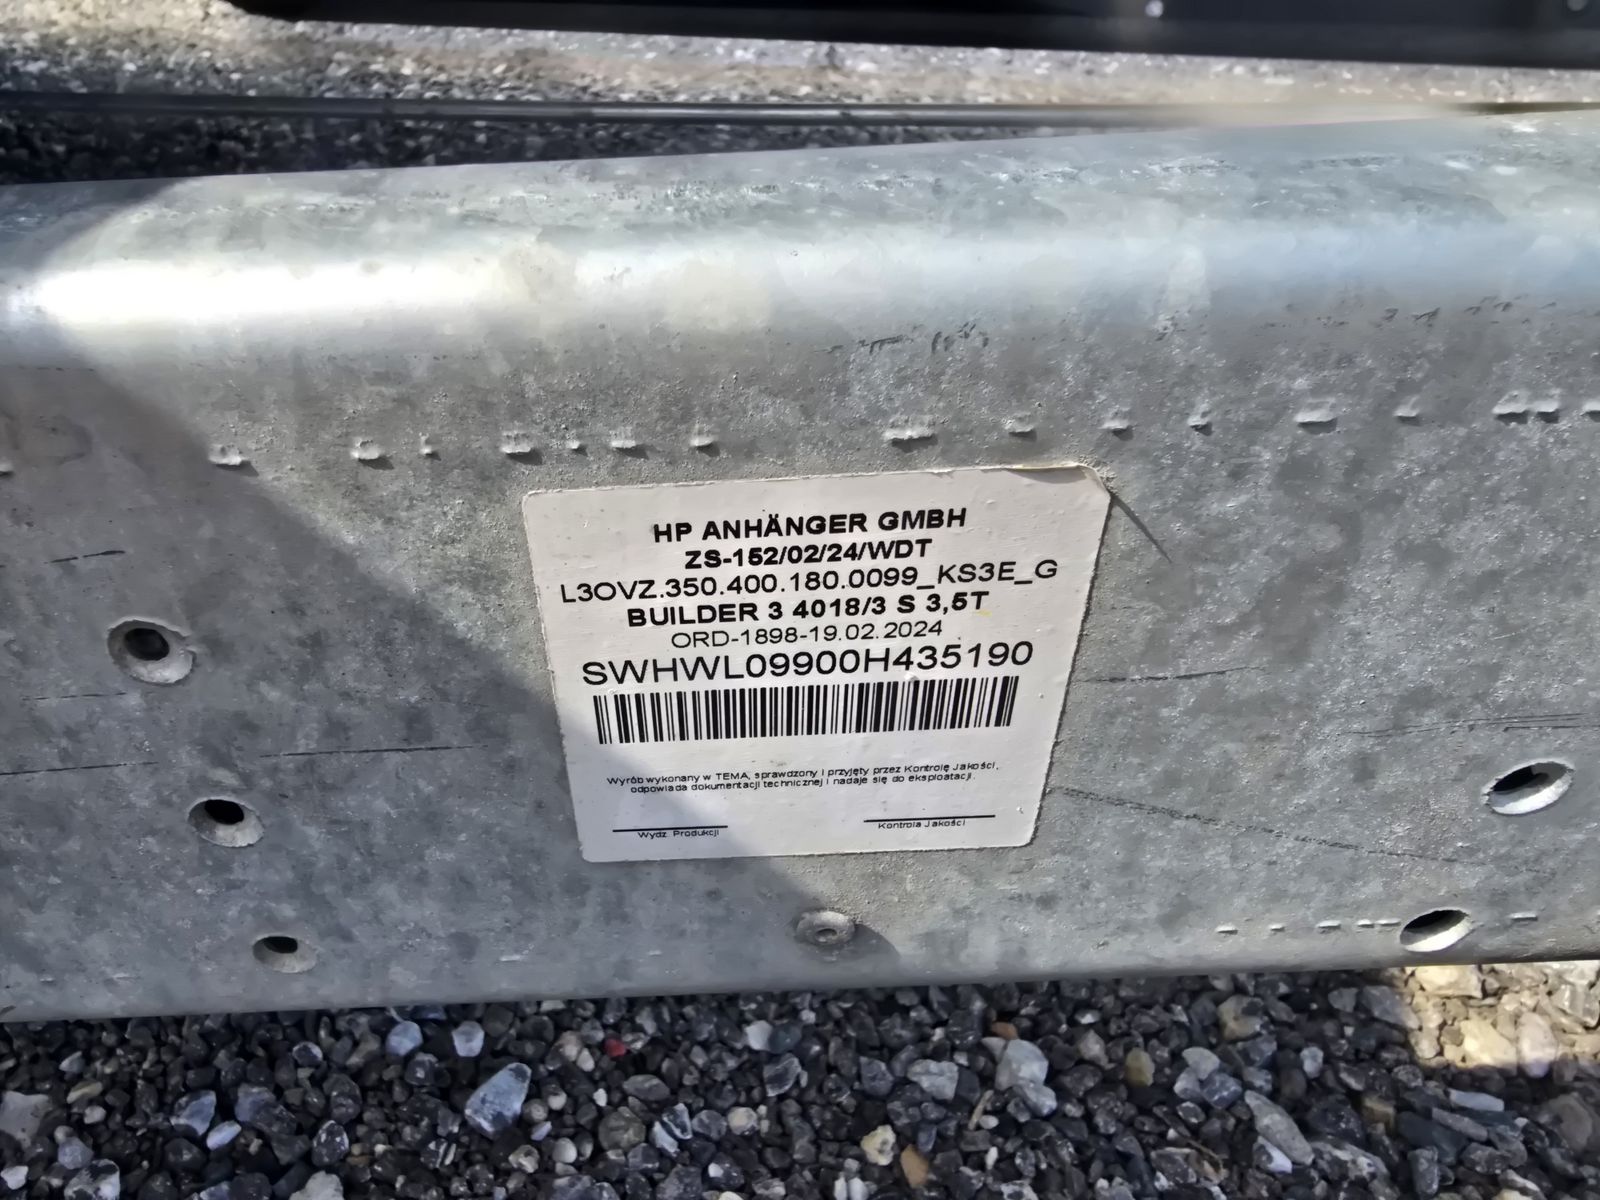 HP ANHÄNGER GMBH
ZS-152/02/24/WDT
L3OVZ.350.400.180.0099_KS3E_G
BUILDER 3 4018/3 S 3,5T
ORD-1898-19.02.2024
SWHWL09900H435190
Wyrób wykonany w TEMA, sprawdzony i przyjęty przez Kontrolę Jakości,
odpowiada dokumentacji technicznej i nadaje się do eksploatacji.
Wydz. Produkcji
Kontrola Jakości